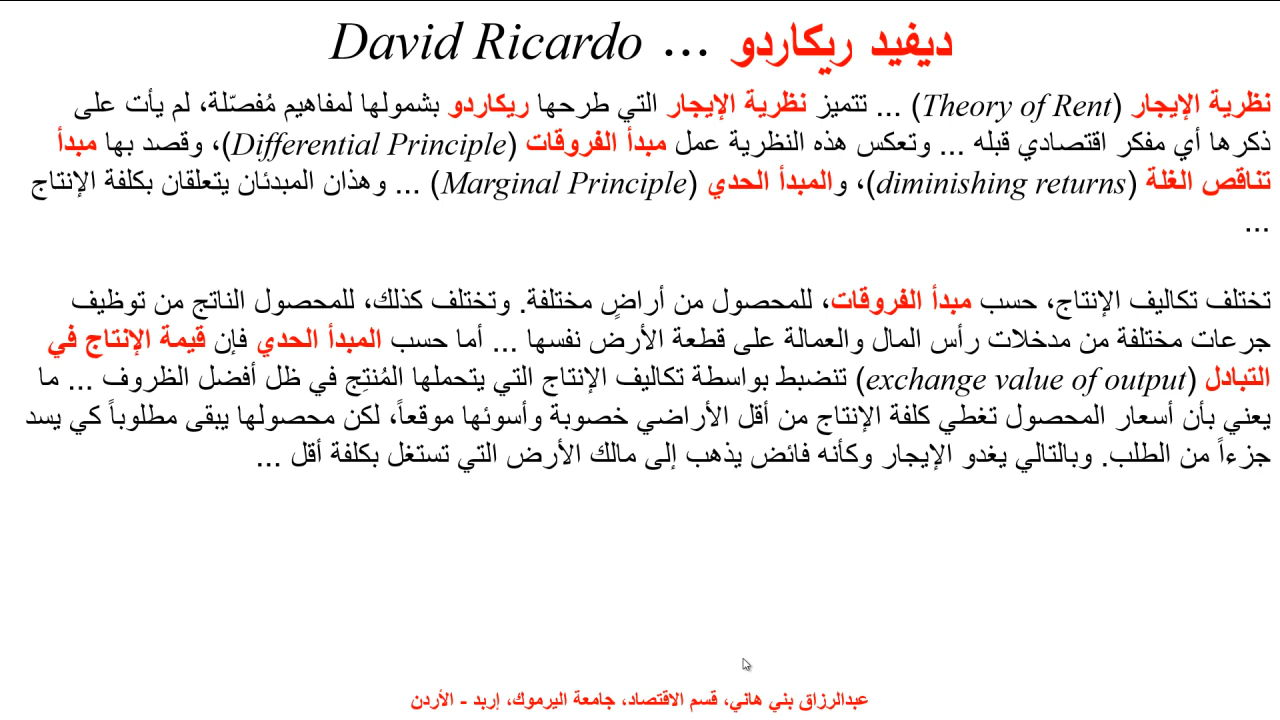 ديفيد ريكاردو ... David Ricardo
نظرية الإيجار (Theory of Rent) ... تتميز نظرية الإيجار التي طرحها ريكاردو بشمولها لمفاهيم مُفصّلة، لم يأت على
ذكرها أي مفكر اقتصادي قبله ... وتعكس هذه النظرية عمل مبدأ الفروقات (Differential Principle)، وقصد بها مبدأ
تناقص الغلة (diminishing returns)، والمبدأ الحدي (Marginal Principle) ... وهذان المبدئان يتعلقان بكلفة الإنتاج
...
تختلف تكاليف الإنتاج، حسب مبدأ الفروقات، للمحصول من أراضٍ مختلفة. وتختلف كذلك، للمحصول الناتج من توظيف
جرعات مختلفة من مدخلات رأس المال والعمالة على قطعة الأرض نفسها ... أما حسب المبدأ الحدي فإن قيمة الإنتاج في
التبادل (exchange value of output) تنضبط بواسطة تكاليف الإنتاج التي يتحملها المُنتِج في ظل أفضل الظروف ... ما
يعني بأن أسعار المحصول تغطي كلفة الإنتاج من أقل الأراضي خصوبة وأسوئها موقعاً، لكن محصولها يبقى مطلوباً كي يسد
جزءاً من الطلب. وبالتالي يغدو الإيجار وكأنه فائض يذهب إلى مالك الأرض التي تستغل بكلفة أقل ...
عبدالرزاق بني هاني، قسم الاقتصاد، جامعة اليرموك، إربد - الأردن